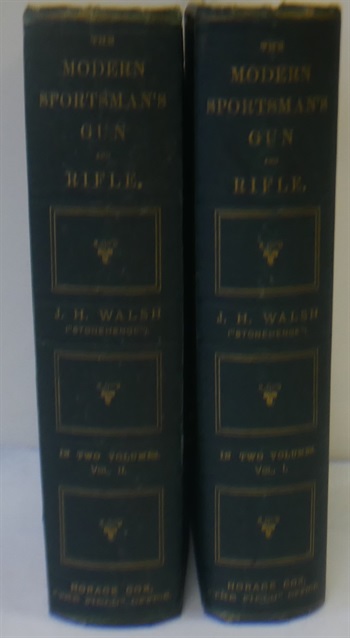 THE
MODERN
SPORTSMAN'S
GUN
AND
RIFLE.
J. H. WALSH
("STONEHENGE").
IN TWO VOLUMES.
VOL. II.
HORACE COX,
"THE FIELD" OFFICE.
THE
MODERN
SPORTSMAN'S
GUN
AND
RIFLE.
J. H. WALSH
("STONEHENGE").
IN TWO VOLUMES.
VOL. I.
HORACE COX,
"THE FIELD" OFFICE.